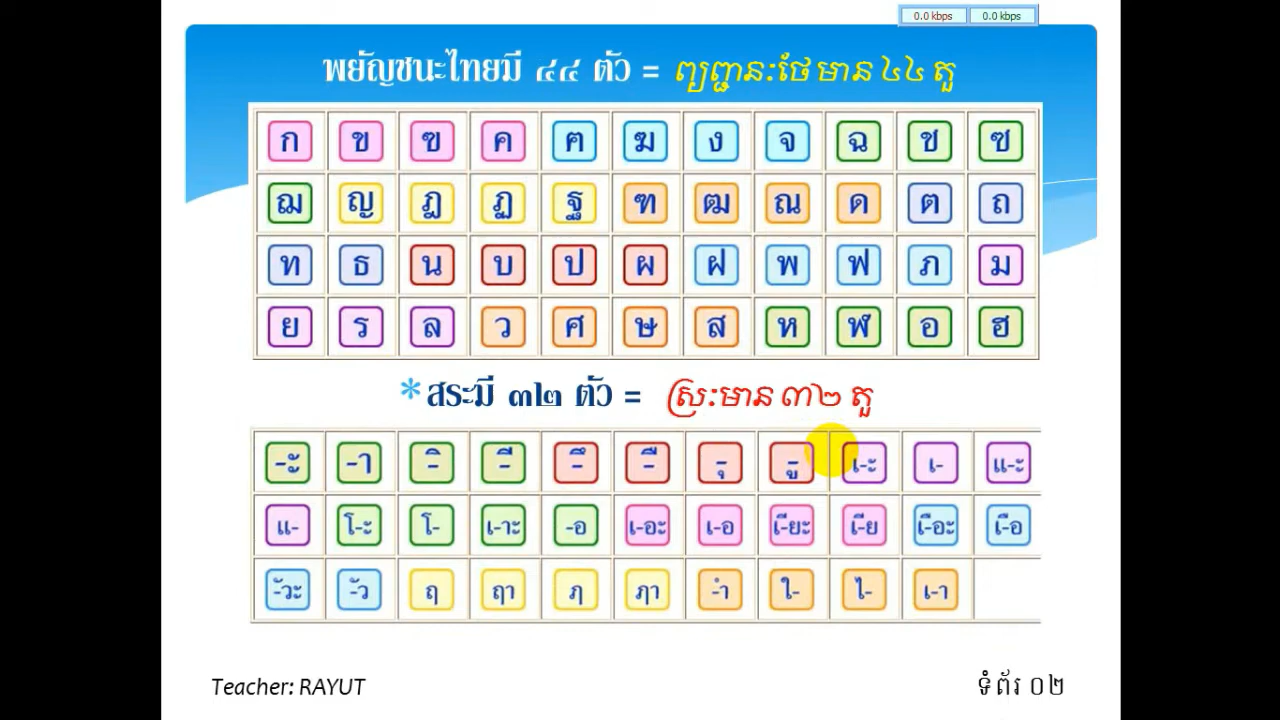 0.0 kbps 0.0 kbps
พยัญชนะไทยมี ๔๔ ตัว = ព្យញ្ជានៈថៃ មាន ៤៤ តួ
ก ข ฃ ค ฅ ฆ ง จ ฉ ช ซ
ฌ ญ ฎ ฏ ฐ ฑ ฒ ณ ด ต ถ
ท ธ น บ ป ผ ฝ พ ฟ ภ ม
ย ร ล ว ศ ษ ส ห ฬ อ ฮ
*สระมี ๓๒ ตัว = ស្រៈមាន ៣២ តួ
-ะ -า -ิ -ี -ึ -ื -ุ -ู เ-ะ เ- แ-ะ
แ- โ-ะ โ- เ-าะ -อ เ-อะ เ-อ เ-ียะ เ-ีย เ-ือะ เ-ือ
-ัวะ -ัว ฤ ฤา ฦ ฦา -ำ ใ- ไ- เ-า
Teacher: RAYUT
ទំព័រ ០២